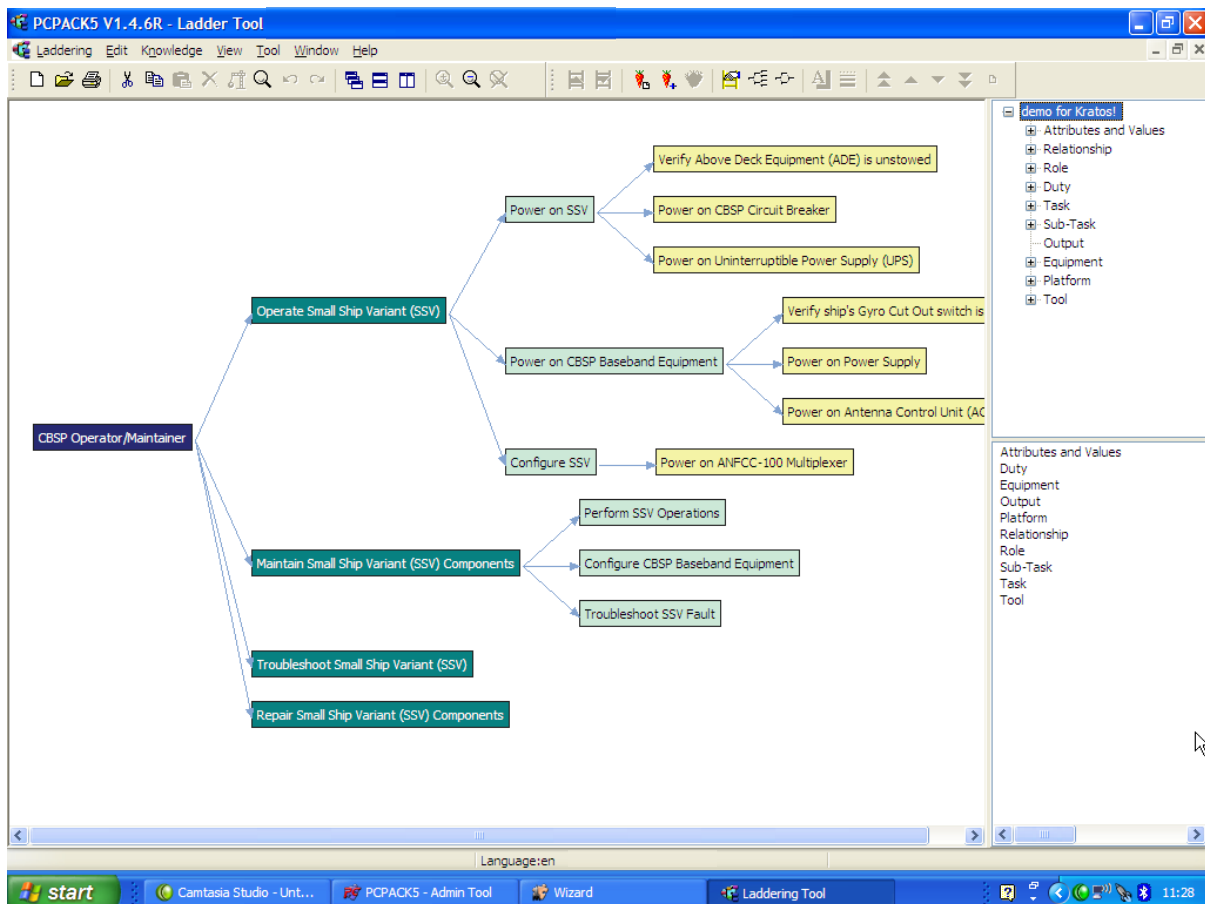 PCPACK5 V1.4.6R - Ladder Tool
Laddering Edit Knowledge View Tool Window Help
demo for Kratos!
Attributes and Values
Relationship
Role
Duty
Task
Sub-Task
Output
Equipment
Platform
Tool
Verify Above Deck Equipment (ADE) is unstowed
Power on SSV
Power on CBSP Circuit Breaker
Power on Uninterruptible Power Supply (UPS)
Operate Small Ship Variant (SSV)
Verify ship's Gyro Cut Out switch is
Power on CBSP Baseband Equipment
Power on Power Supply
Power on Antenna Control Unit (AC
CBSP Operator/Maintainer
Configure SSV
Power on ANFCC-100 Multiplexer
Perform SSV Operations
Maintain Small Ship Variant (SSV) Components
Configure CBSP Baseband Equipment
Troubleshoot SSV Fault
Troubleshoot Small Ship Variant (SSV)
Repair Small Ship Variant (SSV) Components
Attributes and Values
Duty
Equipment
Output
Platform
Relationship
Role
Sub-Task
Task
Tool
Language:en
start
Camtasia Studio - Unt...
PCPACK5 - Admin Tool
Wizard
Laddering Tool
11:28